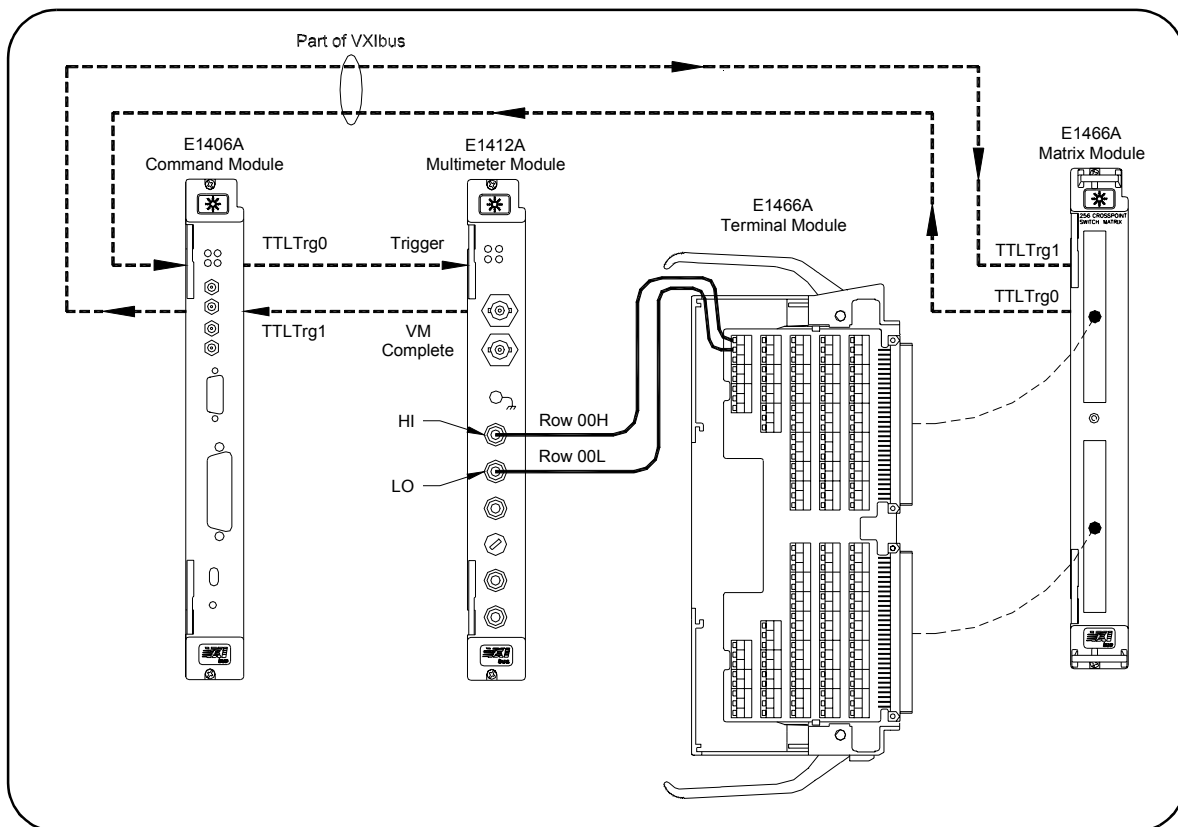 Part of VXIbus
E1406A
Command Module
E1412A
Multimeter Module
E1466A
Matrix Module
E1466A
Terminal Module
256 CROSSPOINT
SWITCH MATRIX
TTLTrg0
Trigger
TTLTrg1
TTLTrg0
TTLTrg1
VM
Complete
HI
Row 00H
Row 00L
LO